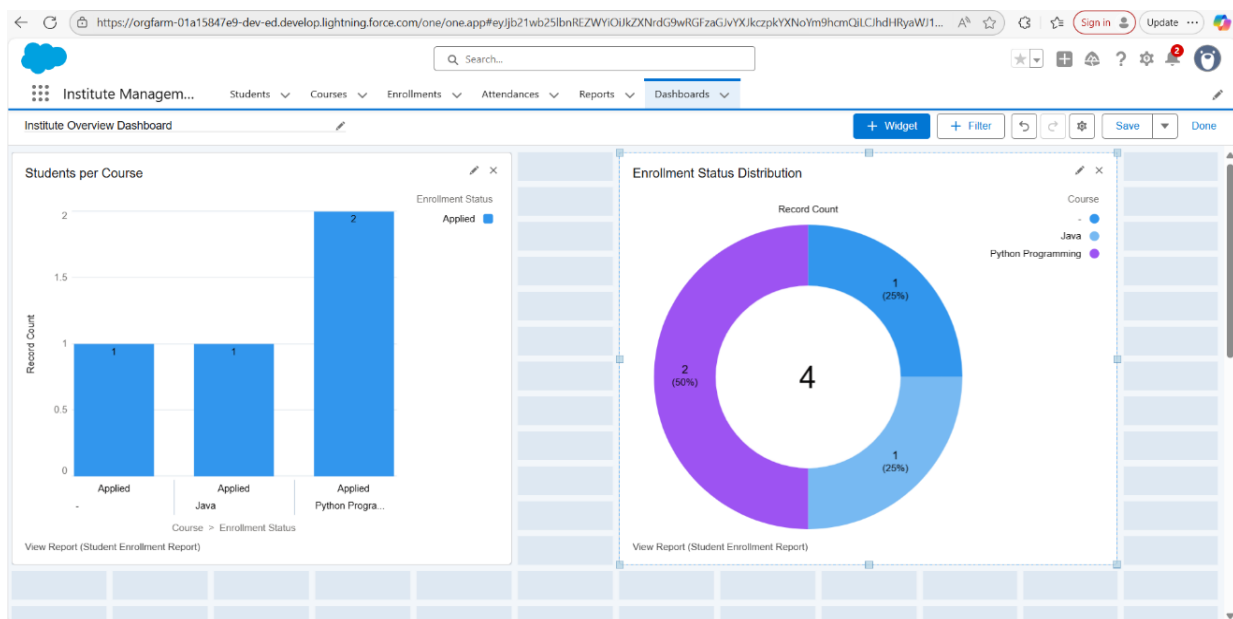 https://orgfarm-01a15847e9-dev-ed.develop.lightning.force.com/one/one.app#eyJjb21wb25lbnREZWYiOiJkZXNrdG9wRGFzaGJvYXJkczpkYXNoYm9hcmQiLCJhdHRyaWJ1...
Sign in
Update
Search...
2
Institute Managem...
Students
Courses
Enrollments
Attendances
Reports
Dashboards
Institute Overview Dashboard
+ Widget
+ Filter
Save
Done
Students per Course
Enrollment Status
Applied
Record Count
2
1.5
1
0.5
0
1
1
2
Applied
Applied
Applied
-
Java
Python Progra...
Course > Enrollment Status
View Report (Student Enrollment Report)
Enrollment Status Distribution
Record Count
Course
-
Java
Python Programming
1
(25%)
2
(50%)
4
1
(25%)
View Report (Student Enrollment Report)